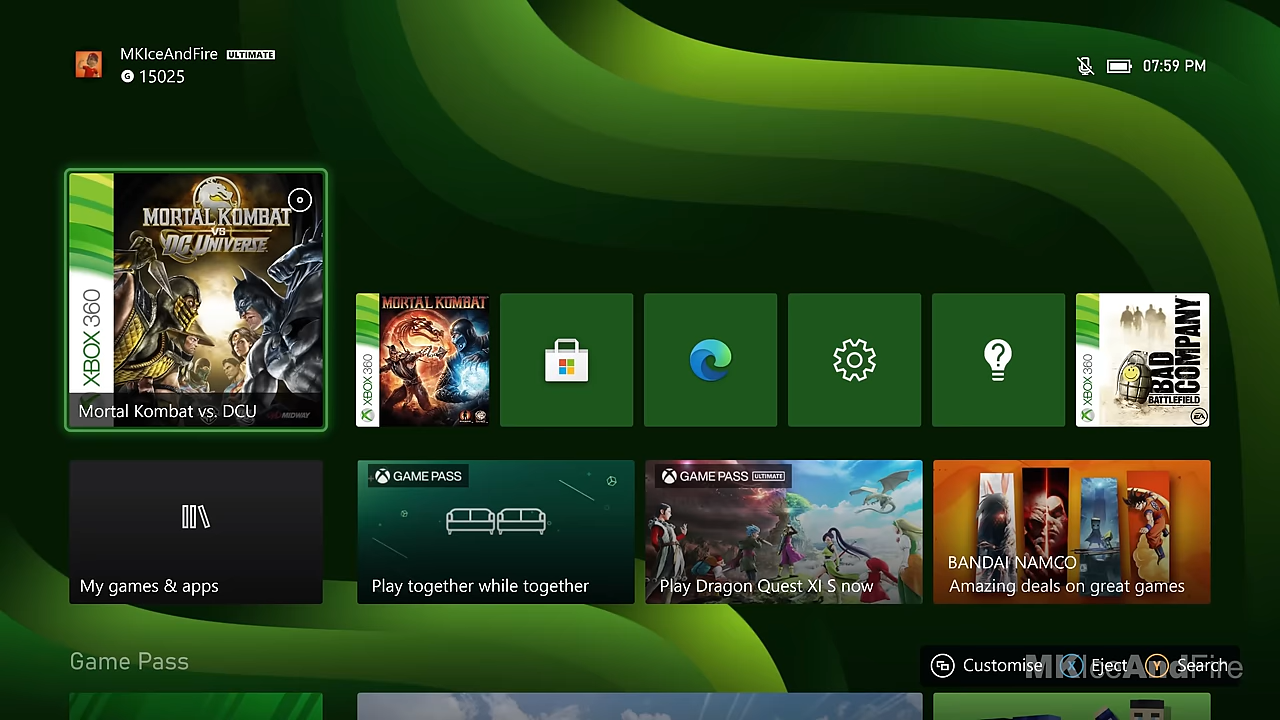 MKIceAndFire ULTIMATE
G 15025
07:59 PM
MORTAL KOMBAT
VS
DC UNIVERSE
XBOX 360
MIDWAY
Mortal Kombat vs. DCU
MORTAL KOMBAT
XBOX 360
XBOX 360
BAD
COMPANY
BATTLEFIELD
EA
My games & apps
GAME PASS
Play together while together
GAME PASS ULTIMATE
Play Dragon Quest XI S now
BANDAI NAMCO
Amazing deals on great games
Game Pass
Customise X Eject Y Search
MKIceAndFire